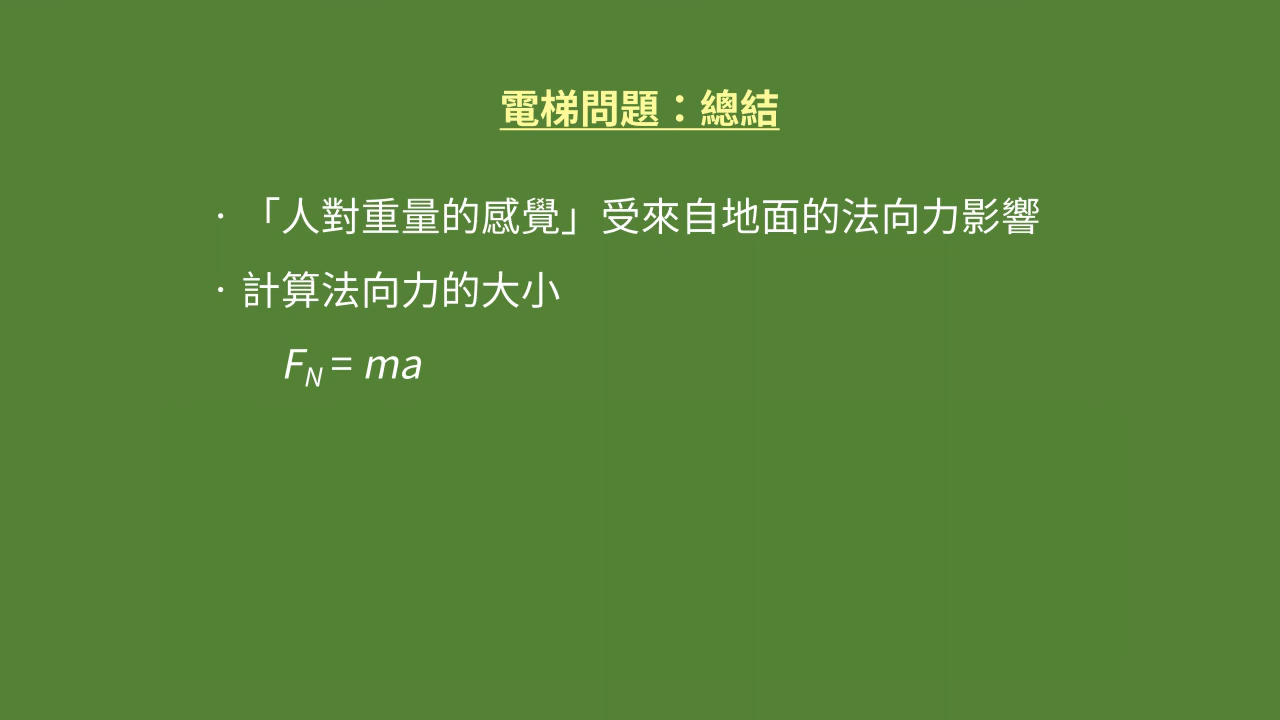 電梯問題：總結
· 「人對重量的感覺」受來自地面的法向力影響
· 計算法向力的大小
F_N = ma